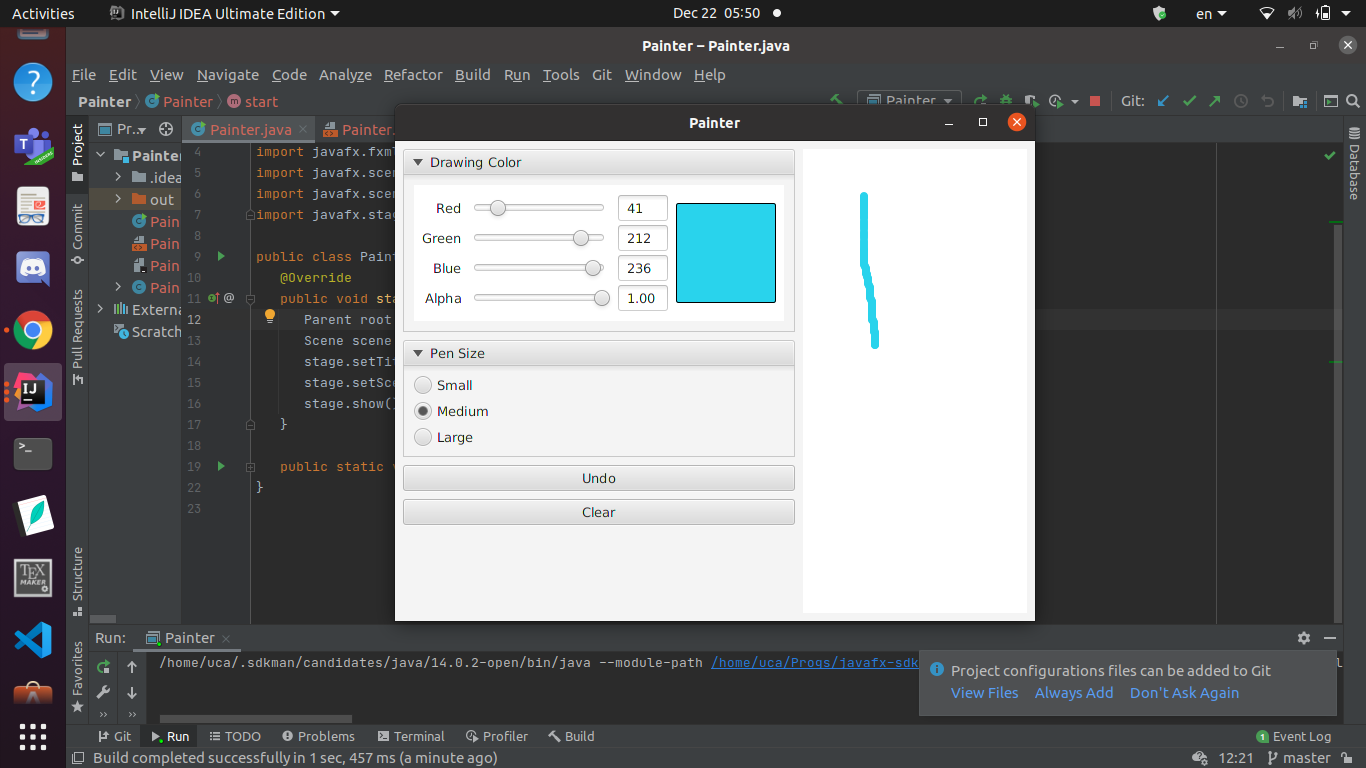 Activities IntelliJ IDEA Ultimate Edition Dec 22 05:50 en
Painter – Painter.java
File Edit View Navigate Code Analyze Refactor Build Run Tools Git Window Help
Painter Painter start Painter Git:
Project
Commit
Pull Requests
Structure
Favorites
Pr... Painter.java Painter.
Painter
.idea
out
Pain
Pain
Pain
Pain
Externa
Scratch
4 import javafx.fxm
5 import javafx.scen
6 import javafx.scen
7 import javafx.stag
8
9 public class Paint
10 @Override
11 public void sta
12 Parent root
13 Scene scene
14 stage.setTit
15 stage.setSce
16 stage.show()
17 }
18
19 public static v
22 }
23
Database
Painter
Drawing Color
Red 41
Green 212
Blue 236
Alpha 1.00
Pen Size
Small
Medium
Large
Undo
Clear
Run: Painter
/home/uca/.sdkman/candidates/java/14.0.2-open/bin/java --module-path /home/uca/Progs/javafx-sdk
Project configurations files can be added to Git
View Files Always Add Don't Ask Again
Git Run TODO Problems Terminal Profiler Build 1 Event Log
Build completed successfully in 1 sec, 457 ms (a minute ago) 12:21 master
IJ
TEX
MAKER